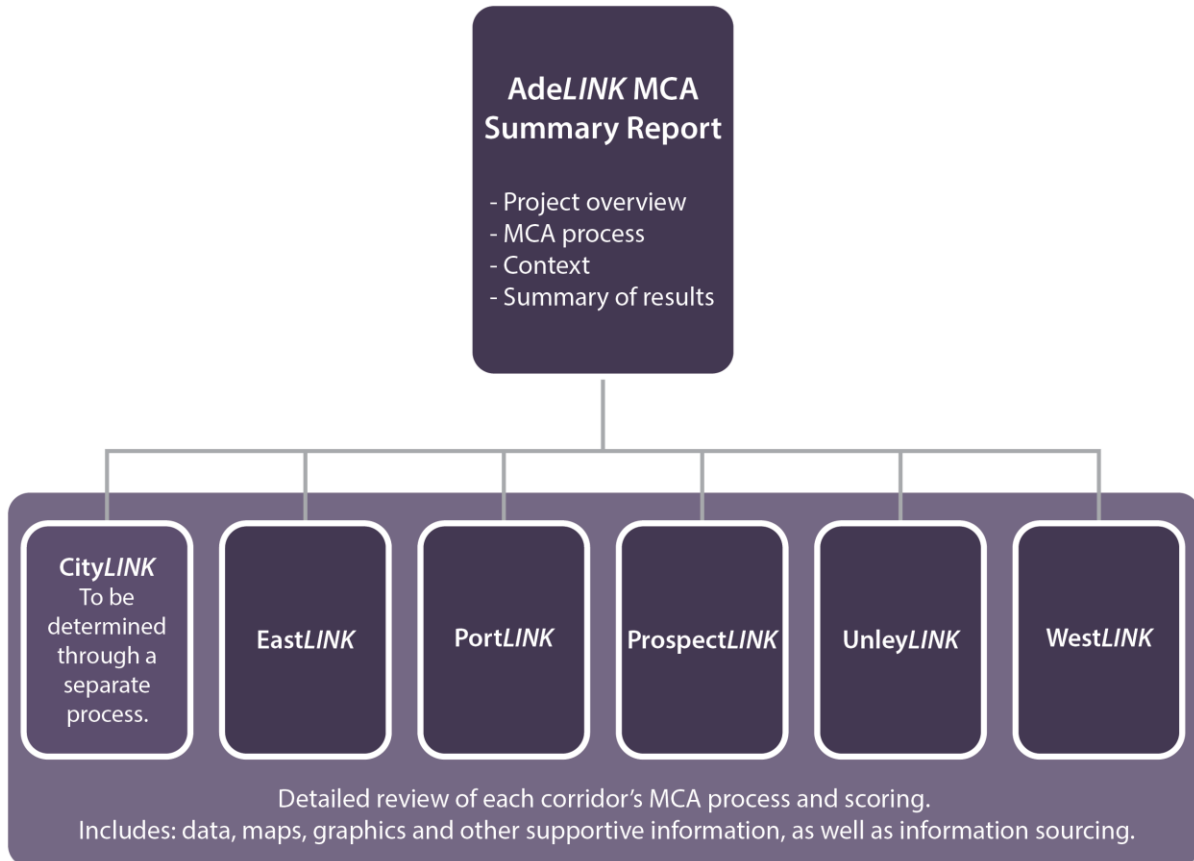 AdeLINK MCA
Summary Report
- Project overview
- MCA process
- Context
- Summary of results
CityLINK
To be
determined
through a
separate
process.
EastLINK
PortLINK
ProspectLINK
UnleyLINK
WestLINK
Detailed review of each corridor’s MCA process and scoring.
Includes: data, maps, graphics and other supportive information, as well as information sourcing.